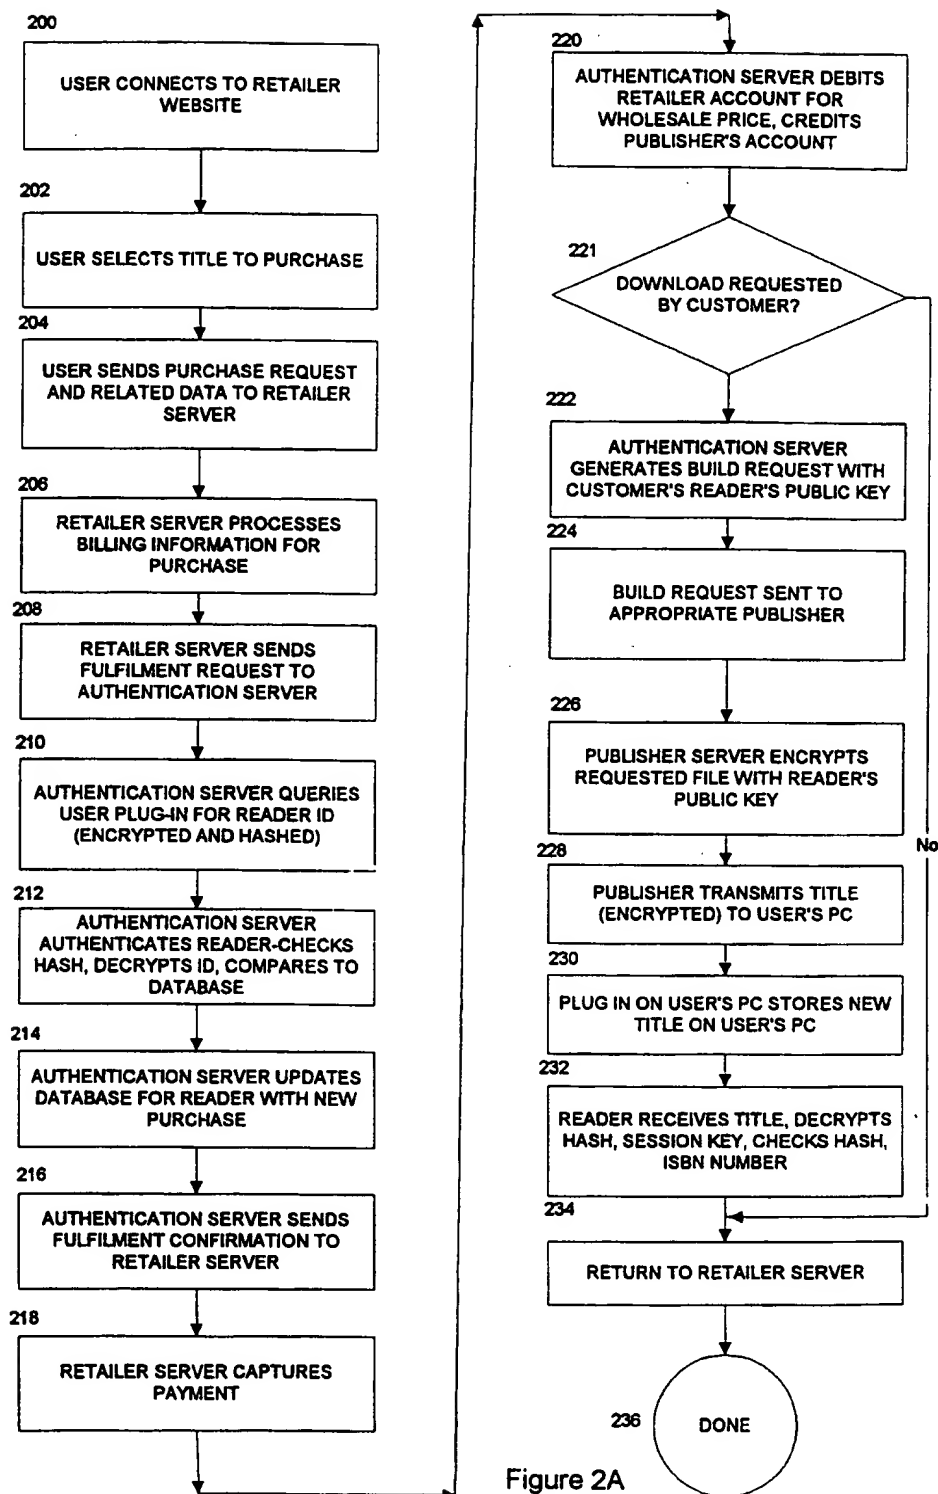 200
USER CONNECTS TO RETAILER
WEBSITE
202
USER SELECTS TITLE TO PURCHASE
204
USER SENDS PURCHASE REQUEST
AND RELATED DATA TO RETAILER
SERVER
206
RETAILER SERVER PROCESSES
BILLING INFORMATION FOR
PURCHASE
208
RETAILER SERVER SENDS
FULFILMENT REQUEST TO
AUTHENTICATION SERVER
210
AUTHENTICATION SERVER QUERIES
USER PLUG-IN FOR READER ID
(ENCRYPTED AND HASHED)
212
AUTHENTICATION SERVER
AUTHENTICATES READER-CHECKS
HASH, DECRYPTS ID, COMPARES TO
DATABASE
214
AUTHENTICATION SERVER UPDATES
DATABASE FOR READER WITH NEW
PURCHASE
216
AUTHENTICATION SERVER SENDS
FULFILMENT CONFIRMATION TO
RETAILER SERVER
218
RETAILER SERVER CAPTURES
PAYMENT
220
AUTHENTICATION SERVER DEBITS
RETAILER ACCOUNT FOR
WHOLESALE PRICE, CREDITS
PUBLISHER'S ACCOUNT
221
DOWNLOAD REQUESTED
BY CUSTOMER?
222
AUTHENTICATION SERVER
GENERATES BUILD REQUEST WITH
CUSTOMER'S READER'S PUBLIC KEY
224
BUILD REQUEST SENT TO
APPROPRIATE PUBLISHER
226
PUBLISHER SERVER ENCRYPTS
REQUESTED FILE WITH READER'S
PUBLIC KEY
No
228
PUBLISHER TRANSMITS TITLE
(ENCRYPTED) TO USER'S PC
230
PLUG IN ON USER'S PC STORES NEW
TITLE ON USER'S PC
232
READER RECEIVES TITLE, DECRYPTS
HASH, SESSION KEY, CHECKS HASH,
ISBN NUMBER
234
RETURN TO RETAILER SERVER
236
DONE
Figure 2A